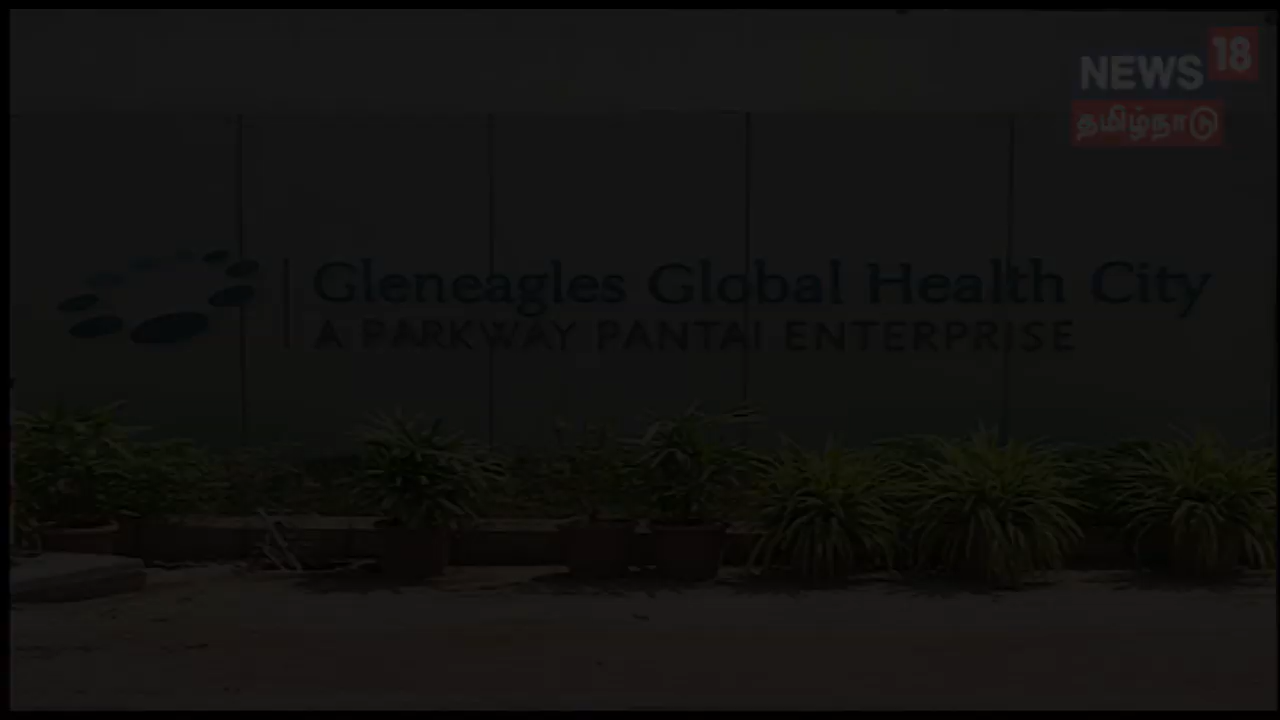 NEWS 18
தமிழ்நாடு
Gleneagles Global Health City
A PARKWAY PANTAI ENTERPRISE